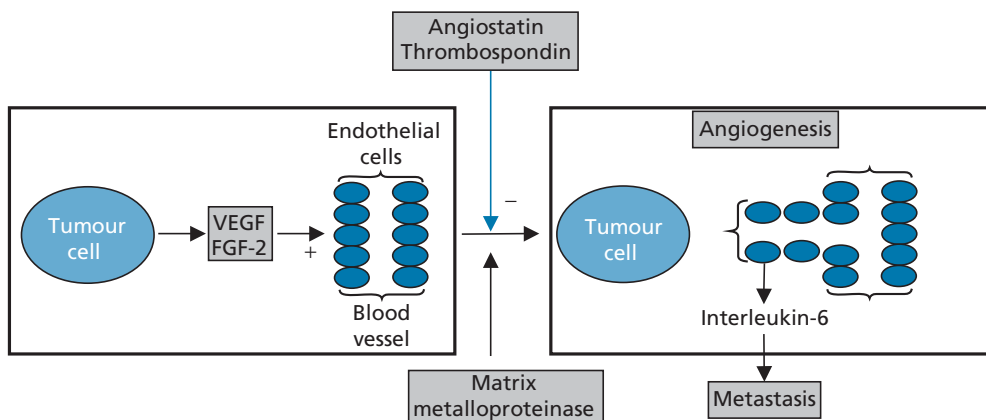 Angiostatin
Thrombospondin
Endothelial
cells
Tumour
cell
VEGF
FGF-2
+
Blood
vessel
–
Matrix
metalloproteinase
Angiogenesis
Tumour
cell
Interleukin-6
Metastasis